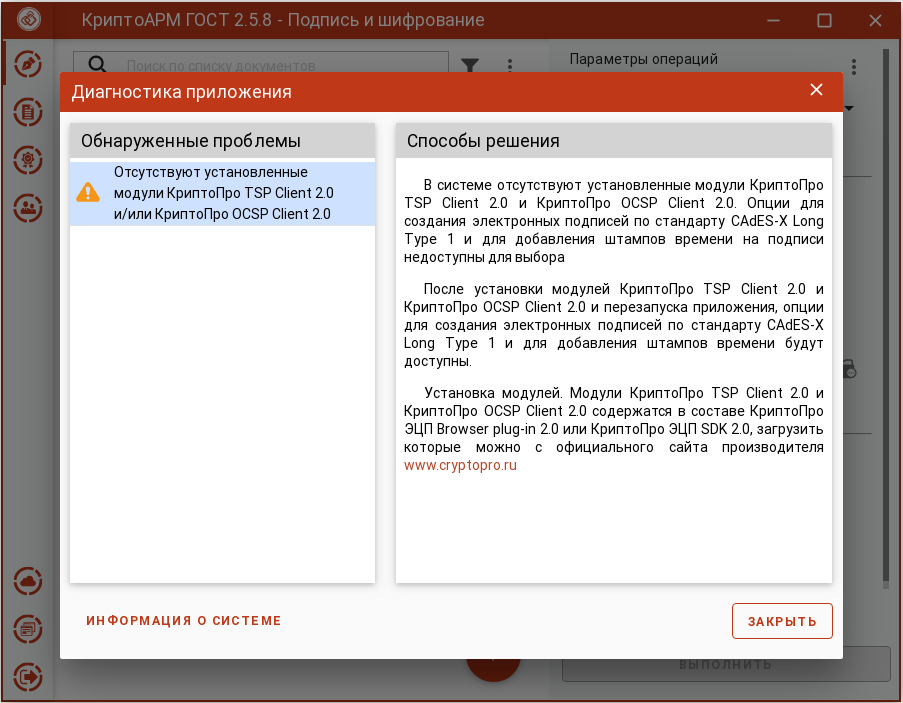 КриптоАРМ ГОСТ 2.5.8 - Подпись и шифрование
Поиск по списку документов
Параметры операций
Диагностика приложения
Обнаруженные проблемы
Отсутствуют установленные
модули КриптоПро TSP Client 2.0
и/или КриптоПро OCSP Client 2.0
Способы решения
В системе отсутствуют установленные модули КриптоПро
TSP Client 2.0 и КриптоПро OCSP Client 2.0. Опции для
создания электронных подписей по стандарту CAdES-X Long
Type 1 и для добавления штампов времени на подписи
недоступны для выбора
После установки модулей КриптоПро TSP Client 2.0 и
КриптоПро OCSP Client 2.0 и перезапуска приложения, опции
для создания электронных подписей по стандарту CAdES-X
Long Type 1 и для добавления штампов времени будут
доступны.
Установка модулей. Модули КриптоПро TSP Client 2.0 и
КриптоПро OCSP Client 2.0 содержатся в составе КриптоПро
ЭЦП Browser plug-in 2.0 или КриптоПро ЭЦП SDK 2.0, загрузить
которые можно с официального сайта производителя
www.cryptopro.ru
ИНФОРМАЦИЯ О СИСТЕМЕ
ЗАКРЫТЬ
ВЫПОЛНИТЬ